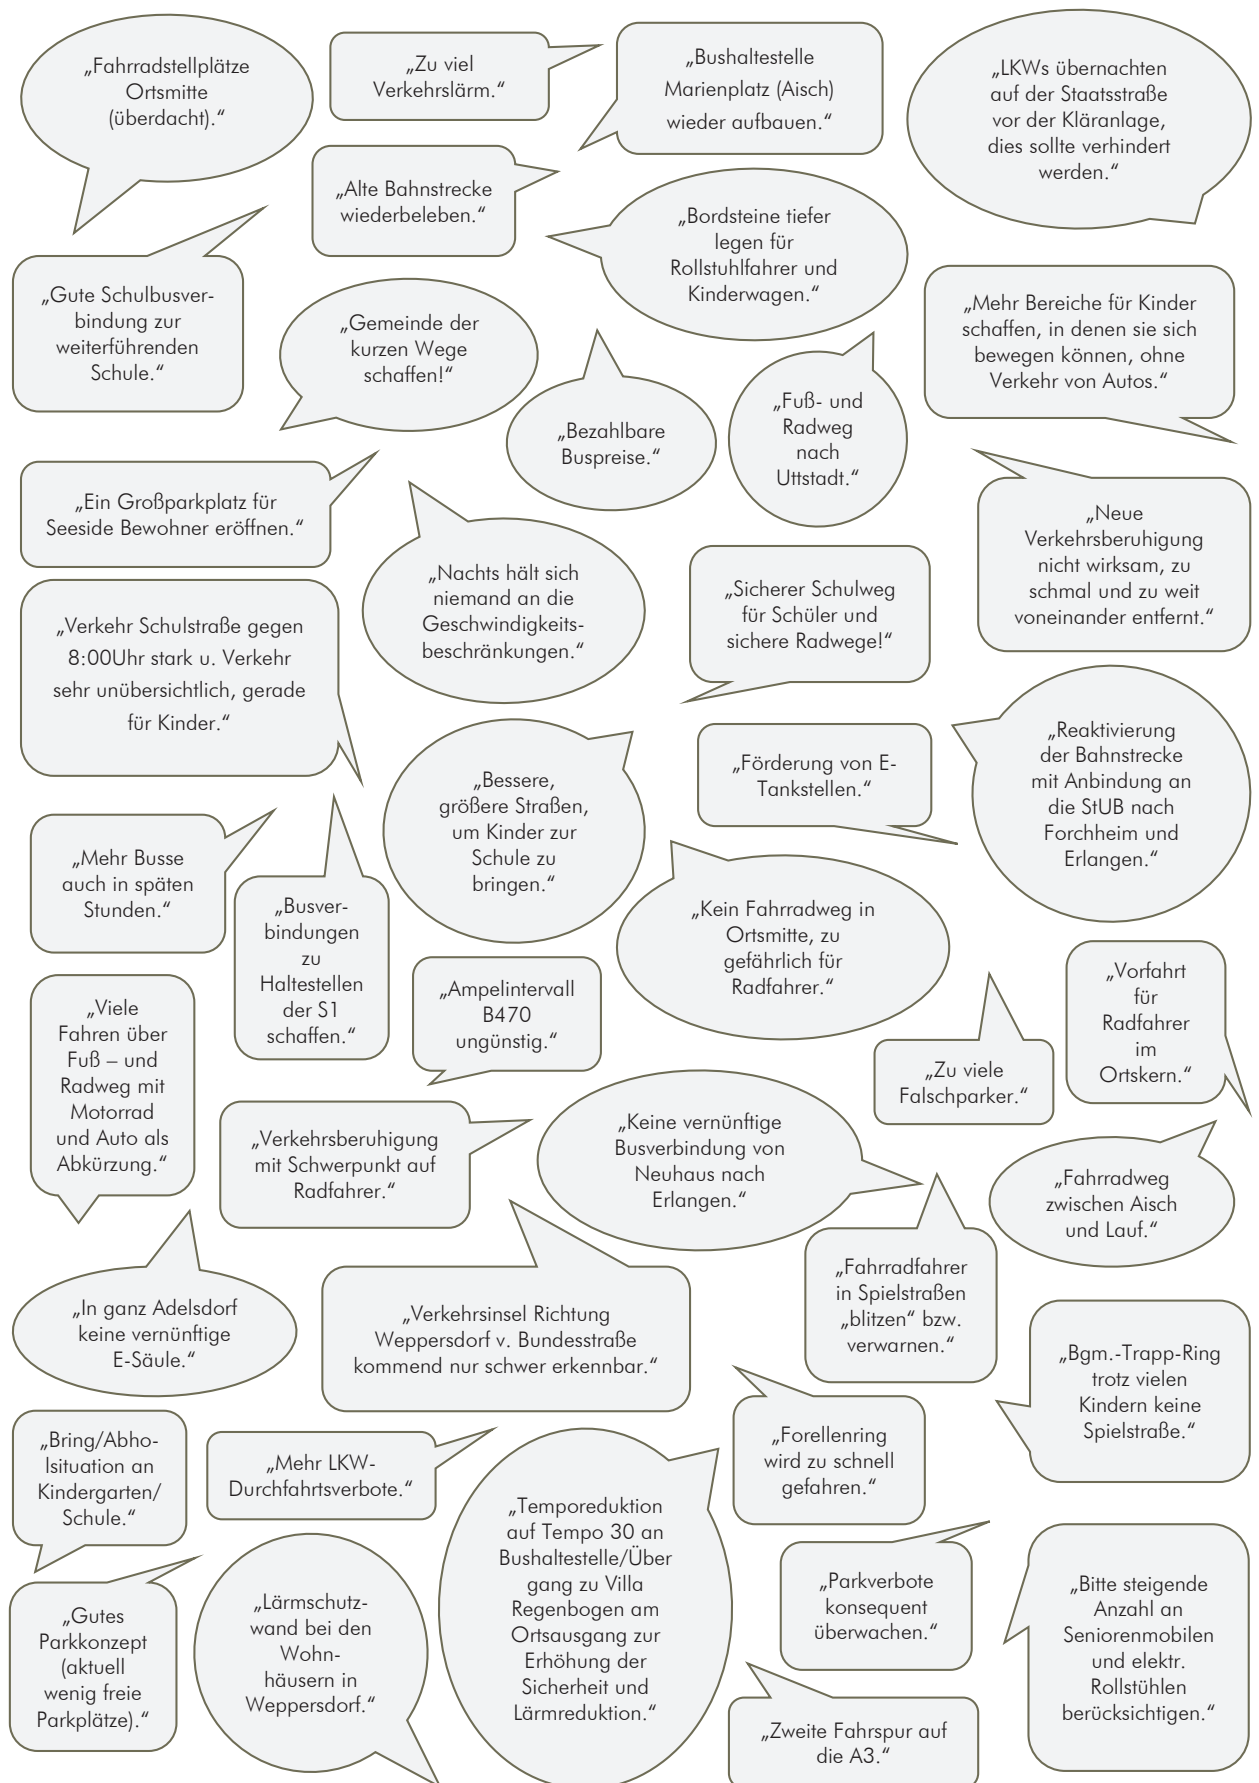 „Fahrradstellplätze
Ortsmitte
(überdacht).“
„Zu viel
Verkehrslärm.“
„Bushaltestelle
Marienplatz (Aisch)
wieder aufbauen.“
„LKWs übernachten
auf der Staatsstraße
vor der Kläranlage,
dies sollte verhindert
werden.“
„Alte Bahnstrecke
wiederbeleben.“
„Bordsteine tiefer
legen für
Rollstuhlfahrer und
Kinderwagen.“
„Gute Schulbusver-
bindung zur
weiterführenden
Schule.“
„Gemeinde der
kurzen Wege
schaffen!“
„Mehr Bereiche für Kinder
schaffen, in denen sie sich
bewegen können, ohne
Verkehr von Autos.“
„Bezahlbare
Buspreise.“
„Fuß- und
Radweg
nach
Uttstadt.“
„Ein Großparkplatz für
Seeside Bewohner eröffnen.“
„Neue
Verkehrsberuhigung
nicht wirksam, zu
schmal und zu weit
voneinander entfernt.“
„Nachts hält sich
niemand an die
Geschwindigkeits-
beschränkungen.“
„Sicherer Schulweg
für Schüler und
sichere Radwege!“
„Verkehr Schulstraße gegen
8:00Uhr stark u. Verkehr
sehr unübersichtlich, gerade
für Kinder.“
„Reaktivierung
der Bahnstrecke
mit Anbindung an
die StUB nach
Forchheim und
Erlangen.“
„Förderung von E-
Tankstellen.“
„Bessere,
größere Straßen,
um Kinder zur
Schule zu
bringen.“
„Mehr Busse
auch in späten
Stunden.“
„Busver-
bindungen
zu
Haltestellen
der S1
schaffen.“
„Kein Fahrradweg in
Ortsmitte, zu
gefährlich für
Radfahrer.“
„Vorfahrt
für
Radfahrer
im
Ortskern.“
„Viele
Fahren über
Fuß – und
Radweg mit
Motorrad
und Auto als
Abkürzung.“
„Ampelintervall
B470
ungünstig.“
„Zu viele
Falschparker.“
„Verkehrsberuhigung
mit Schwerpunkt auf
Radfahrer.“
„Keine vernünftige
Busverbindung von
Neuhaus nach
Erlangen.“
„Fahrradweg
zwischen Aisch
und Lauf.“
„Fahrradfahrer
in Spielstraßen
„blitzen“ bzw.
verwarnen.“
„In ganz Adelsdorf
keine vernünftige
E-Säule.“
„Verkehrsinsel Richtung
Weppersdorf v. Bundesstraße
kommend nur schwer erkennbar.“
„Bgm.-Trapp-Ring
trotz vielen
Kindern keine
Spielstraße.“
„Bring/Abho-
lsituation an
Kindergarten/
Schule.“
„Mehr LKW-
Durchfahrtsverbote.“
„Forellenring
wird zu schnell
gefahren.“
„Temporeduktion
auf Tempo 30 an
Bushaltestelle/Über
gang zu Villa
Regenbogen am
Ortsausgang zur
Erhöhung der
Sicherheit und
Lärmreduktion.“
„Gutes
Parkkonzept
(aktuell
wenig freie
Parkplätze).“
„Lärmschutz-
wand bei den
Wohn-
häusern in
Weppersdorf.“
„Parkverbote
konsequent
überwachen.“
„Bitte steigende
Anzahl an
Seniorenmobilen
und elektr.
Rollstühlen
berücksichtigen.“
„Zweite Fahrspur auf
die A3.“